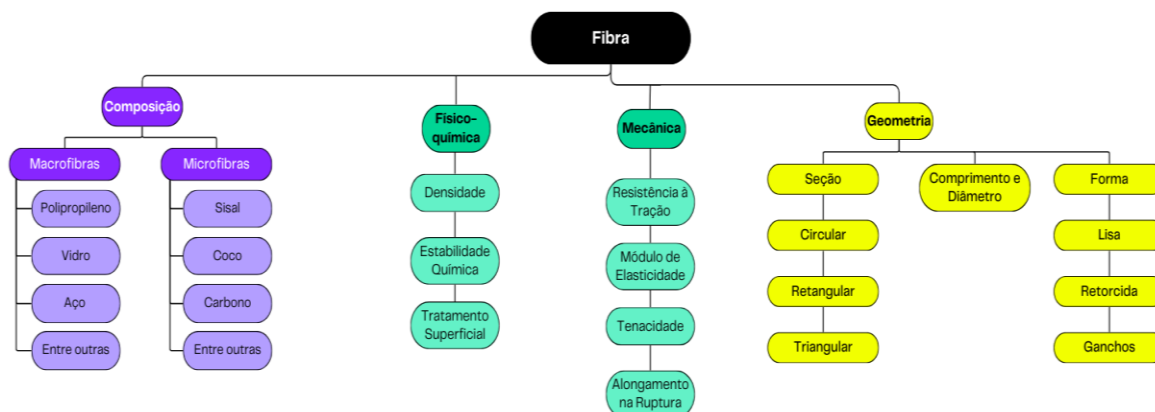 Fibra
Composição
Macrofibras
Polipropileno
Vidro
Aço
Entre outras
Microfibras
Sisal
Coco
Carbono
Entre outras
Físico-
química
Densidade
Estabilidade
Química
Tratamento
Superficial
Mecânica
Resistência à
Tração
Módulo de
Elasticidade
Tenacidade
Alongamento
na Ruptura
Geometria
Seção
Circular
Retangular
Triangular
Comprimento e
Diâmetro
Forma
Lisa
Retorcida
Ganchos